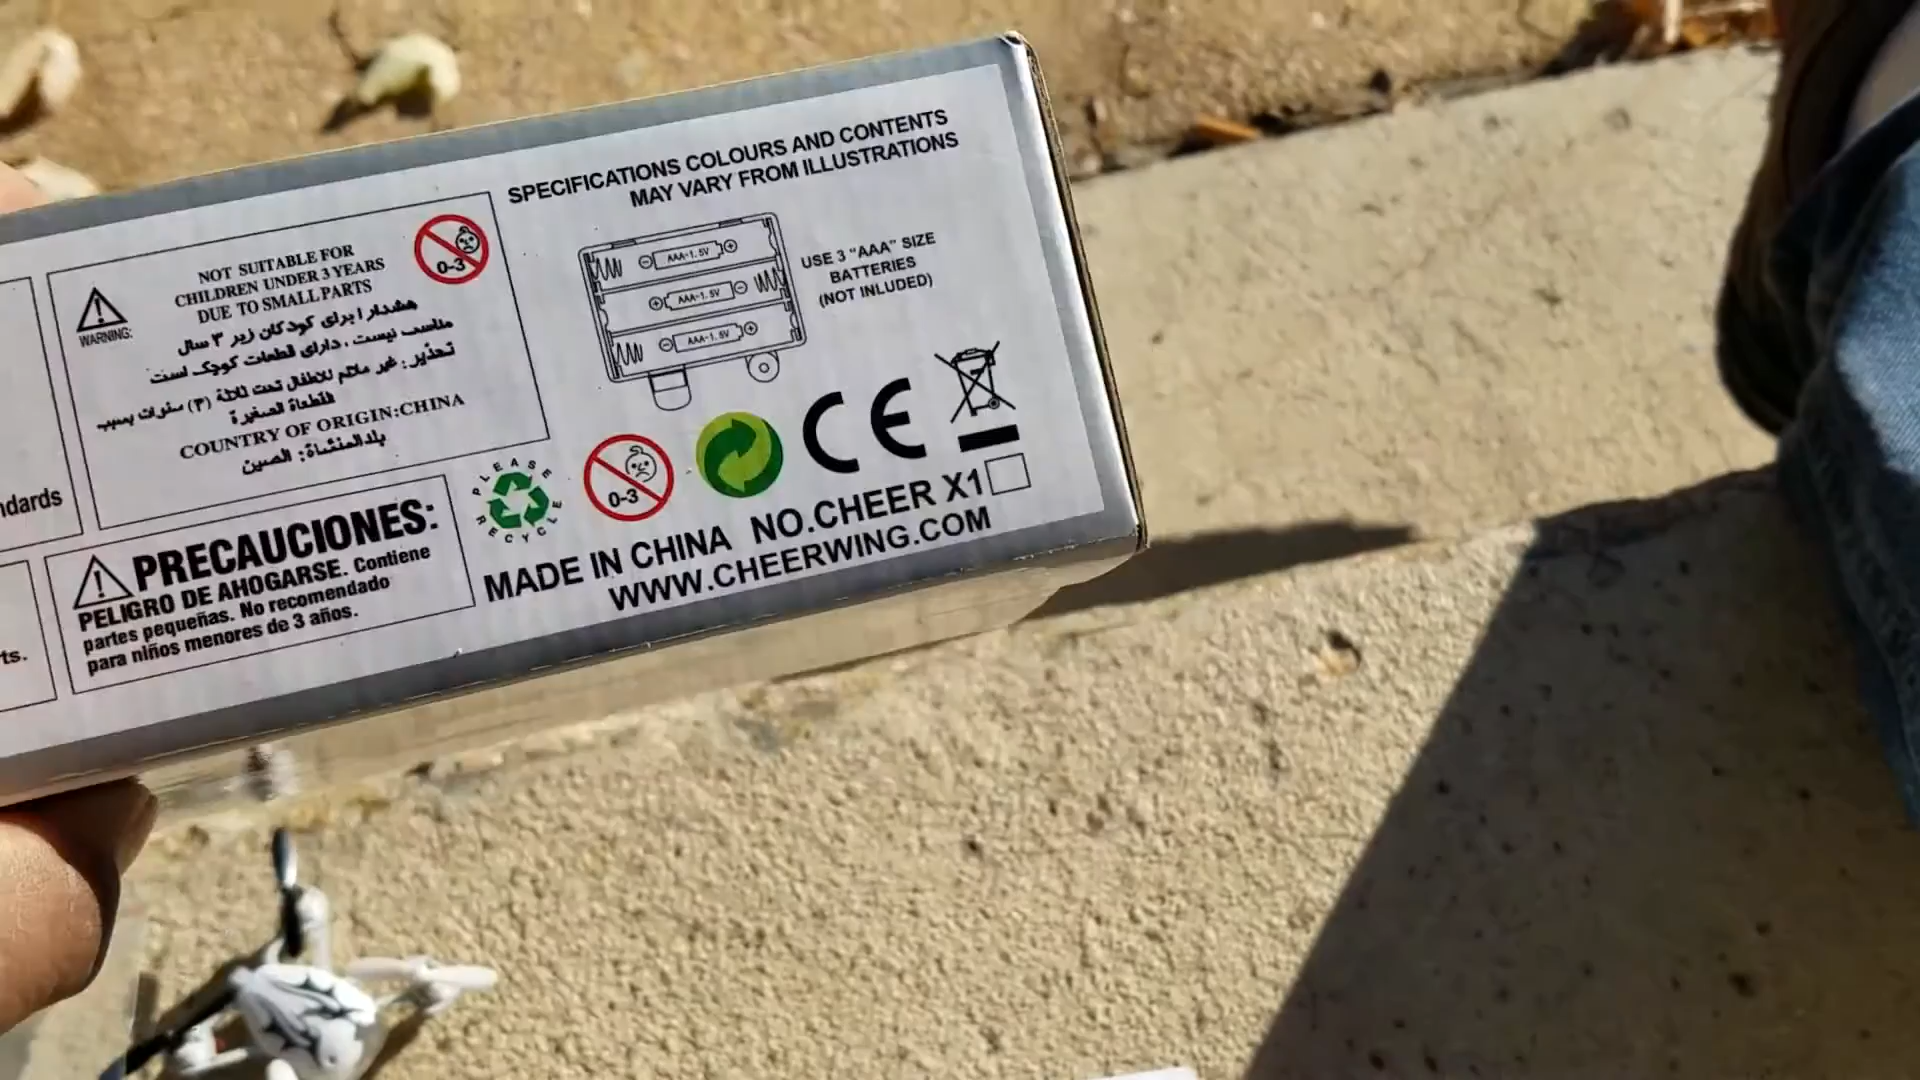 SPECIFICATIONS COLOURS AND CONTENTS
MAY VARY FROM ILLUSTRATIONS
NOT SUITABLE FOR
CHILDREN UNDER 3 YEARS
DUE TO SMALL PARTS
WARNING:
0-3
هشدار ! برای کودکان زیر ۳ سال
مناسب نیست ، دارای قطعات کوچک است
تحذير : غير ملائم للاطفال تحت ثلاثة (٣) سنوات بسبب
القطعاة الصغيرة
COUNTRY OF ORIGIN:CHINA
بلدالمنشاة: الصين
AAA-1.5V
AAA-1.5V
AAA-1.5V
USE 3 “AAA” SIZE
BATTERIES
(NOT INLUDED)
ndards
ts.
PRECAUCIONES:
PELIGRO DE AHOGARSE. Contiene
partes pequeñas. No recomendado
para niños menores de 3 años.
PLEASE
RECYCLE
0-3
CE
MADE IN CHINA NO.CHEER X1
WWW.CHEERWING.COM